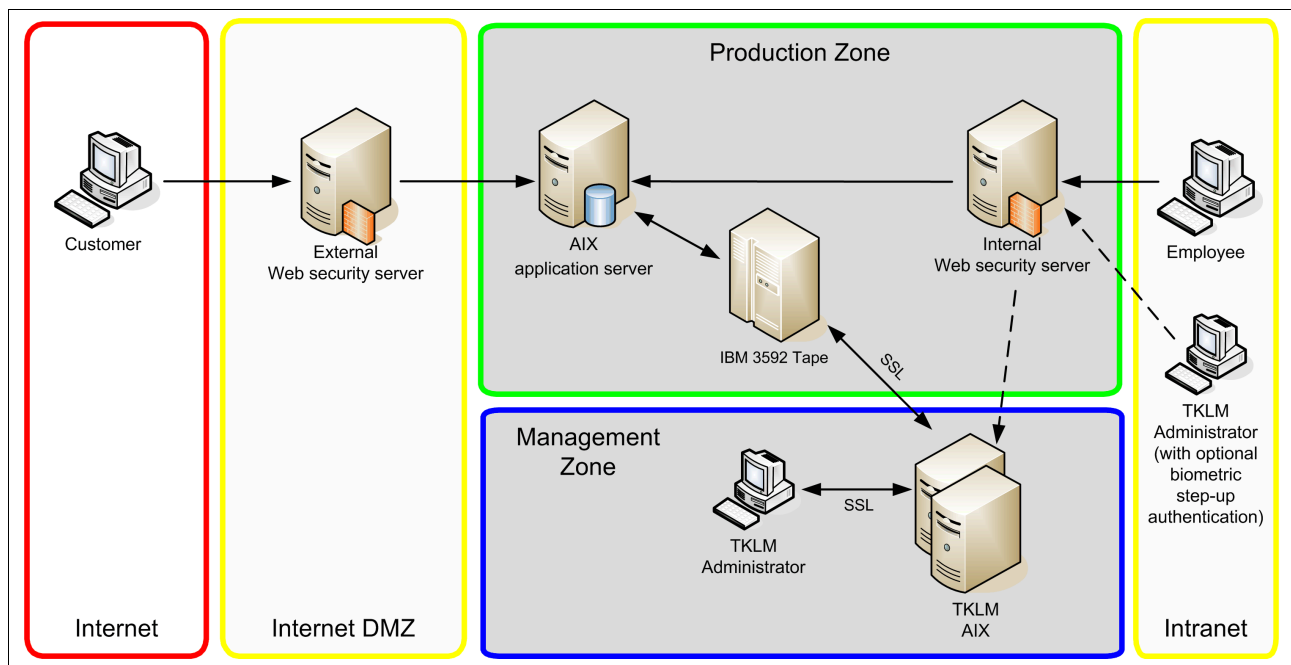 Production Zone
Customer
External
Web security server
AIX
application server
Internal
Web security server
Employee
IBM 3592 Tape
SSL
TKLM
Administrator
(with optional
biometric
step-up
authentication)
Management
Zone
SSL
TKLM
Administrator
TKLM
AIX
Internet
Internet DMZ
Intranet